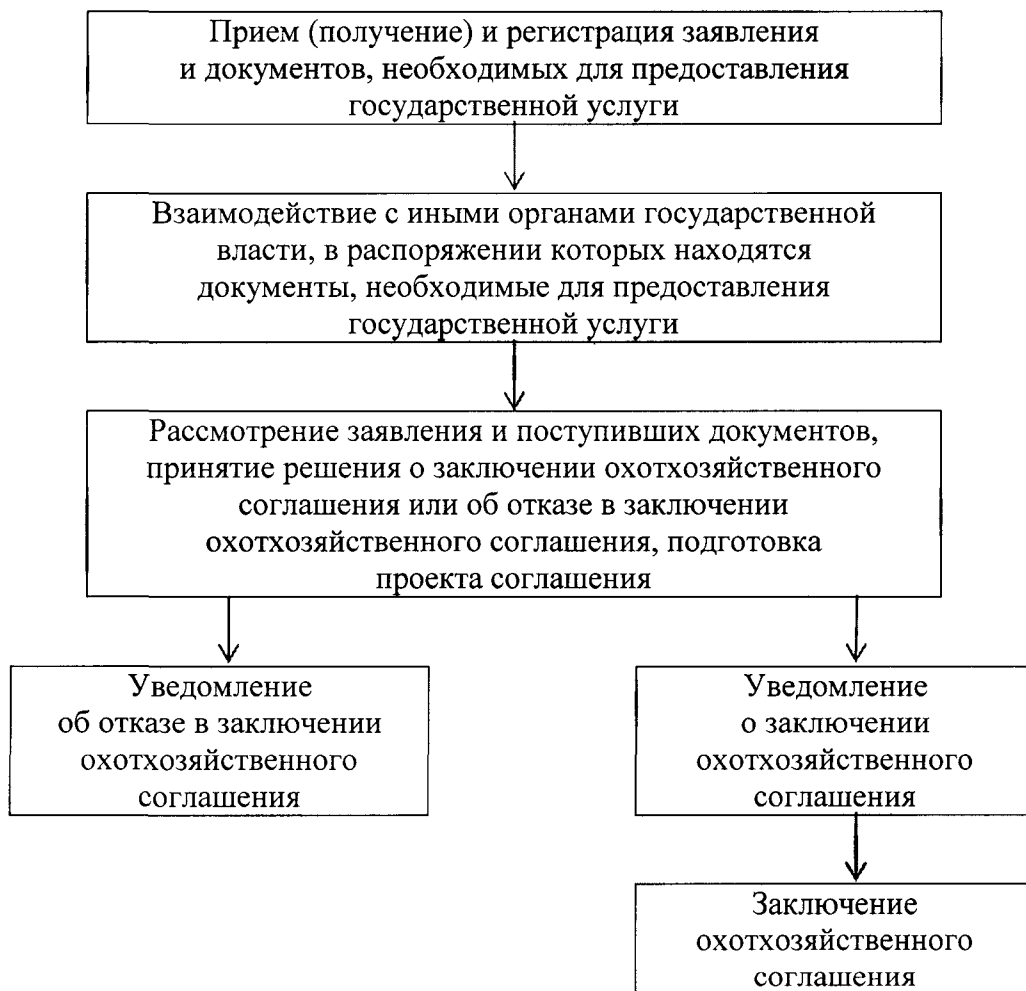 Прием (получение) и регистрация заявления
и документов, необходимых для предоставления
государственной услуги
Взаимодействие с иными органами государственной
власти, в распоряжении которых находятся
документы, необходимые для предоставления
государственной услуги
Рассмотрение заявления и поступивших документов,
принятие решения о заключении охотхозяйственного
соглашения или об отказе в заключении
охотхозяйственного соглашения, подготовка
проекта соглашения
Уведомление
об отказе в заключении
охотхозяйственного
соглашения
Уведомление
о заключении
охотхозяйственного
соглашения
Заключение
охотхозяйственного
соглашения